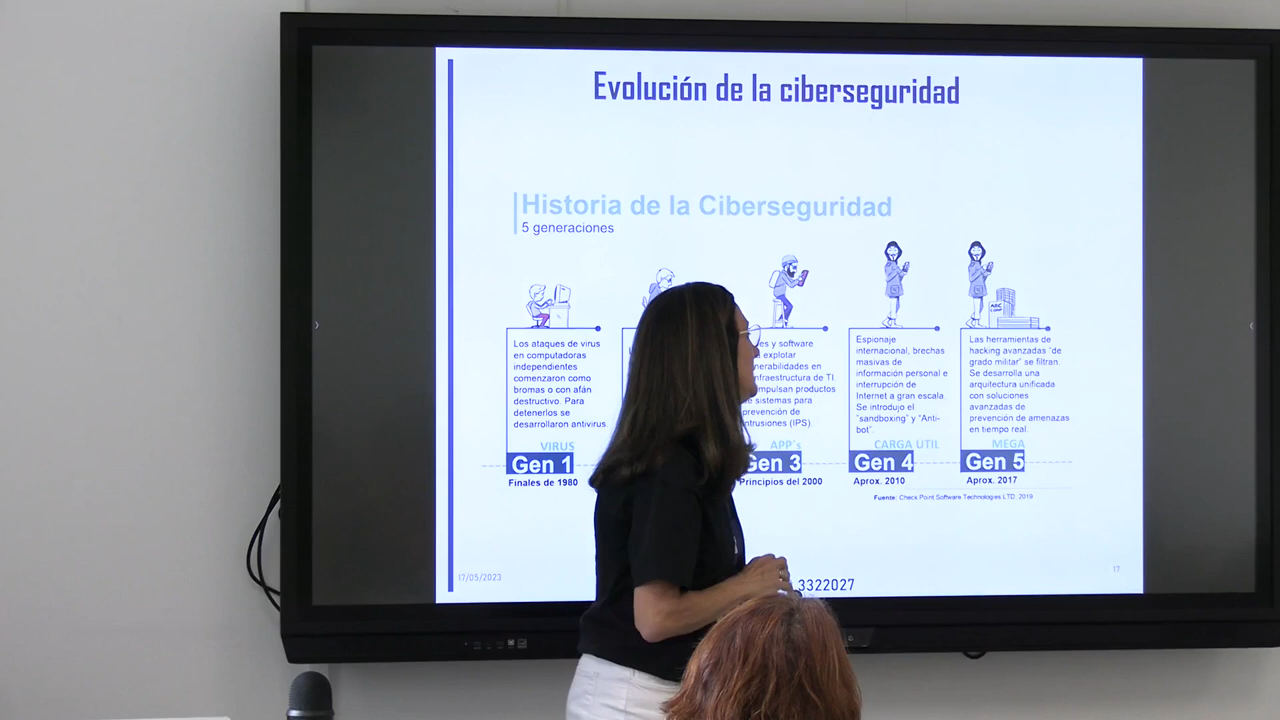 Evolución de la ciberseguridad
Historia de la Ciberseguridad
5 generaciones
ABC
Los ataques de virus
en computadoras
independientes
comenzaron como
bromas o con afán
destructivo. Para
detenerlos se
desarrollaron antivirus.
VIRUS
Gen 1
Finales de 1980
y software
explotar
infraestructura de TI.
productos
sistemas para
prevención de
(IPS).
APP´s
Gen 3
Principios del 2000
Espionaje
internacional, brechas
masivas de
información personal e
interrupción de
Internet a gran escala.
Se introdujo el
"sandboxing" y "Anti-
bot".
CARGA UTIL
Gen 4
Aprox. 2010
Las herramientas de
hacking avanzadas "de
grado militar" se filtran.
Se desarrolla una
arquitectura unificada
con soluciones
avanzadas de
prevención de amenazas
en tiempo real.
MEGA
Gen 5
Aprox. 2017
Fuente: Check Point Software Technologies LTD. 2019
17/05/2023
3322027
17